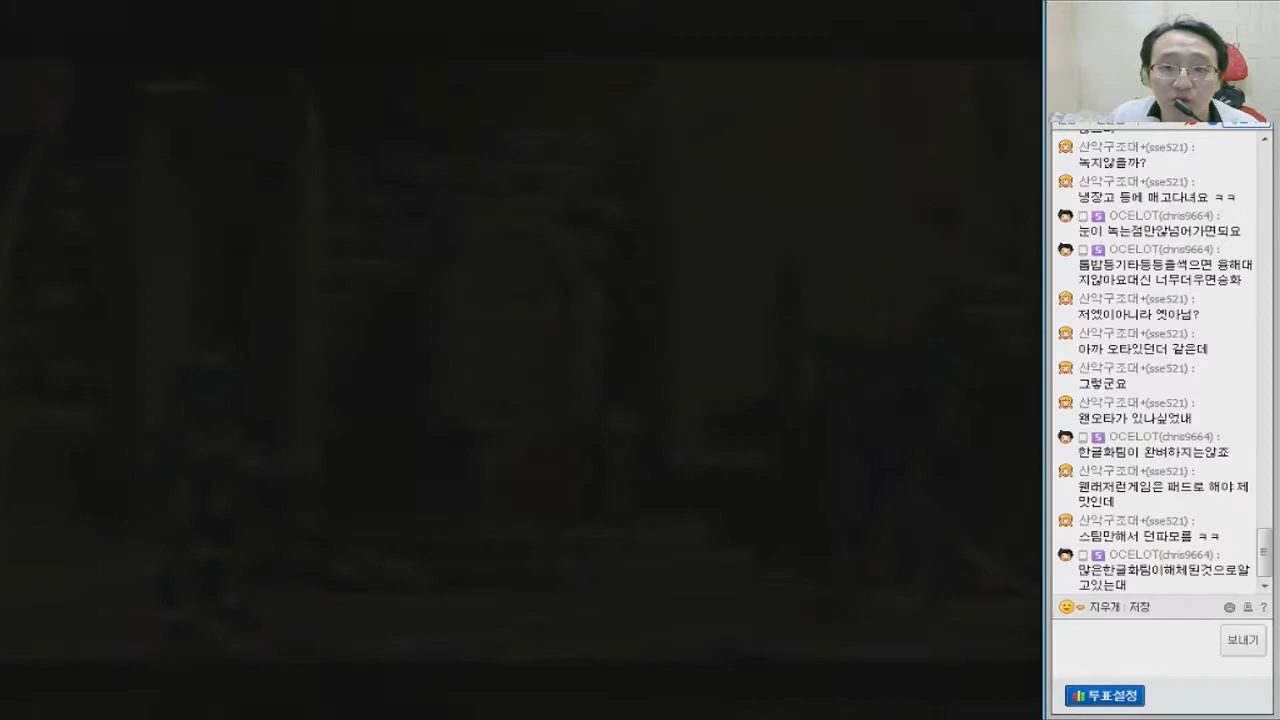 산악구조대+(sse521) :
녹지않을까?
산악구조대+(sse521) :
냉장고 등에 매고다녀요 ㅋㅋ
S OCELOT(chris9664) :
눈이 녹는점만않넘어가면되요
S OCELOT(chris9664) :
톱밥등기타등등을썩으면 융해대
지않아요대신 너무더우면승화
산악구조대+(sse521) :
저엤이아니라 엣아님?
산악구조대+(sse521) :
아까 오타있던더 같은데
산악구조대+(sse521) :
그렇군요
산악구조대+(sse521) :
왠오타가 있나싶었내
S OCELOT(chris9664) :
한글화팀이 완벼하지는않죠
산악구조대+(sse521) :
웬래저런게임은 패드로 해야 제
맛인데
산악구조대+(sse521) :
스팀만해서 던파모름 ㅋㅋ
S OCELOT(chris9664) :
많은한글화팀이해체된것으로알
고있는대
지우개 | 저장
?
보내기
투표설정